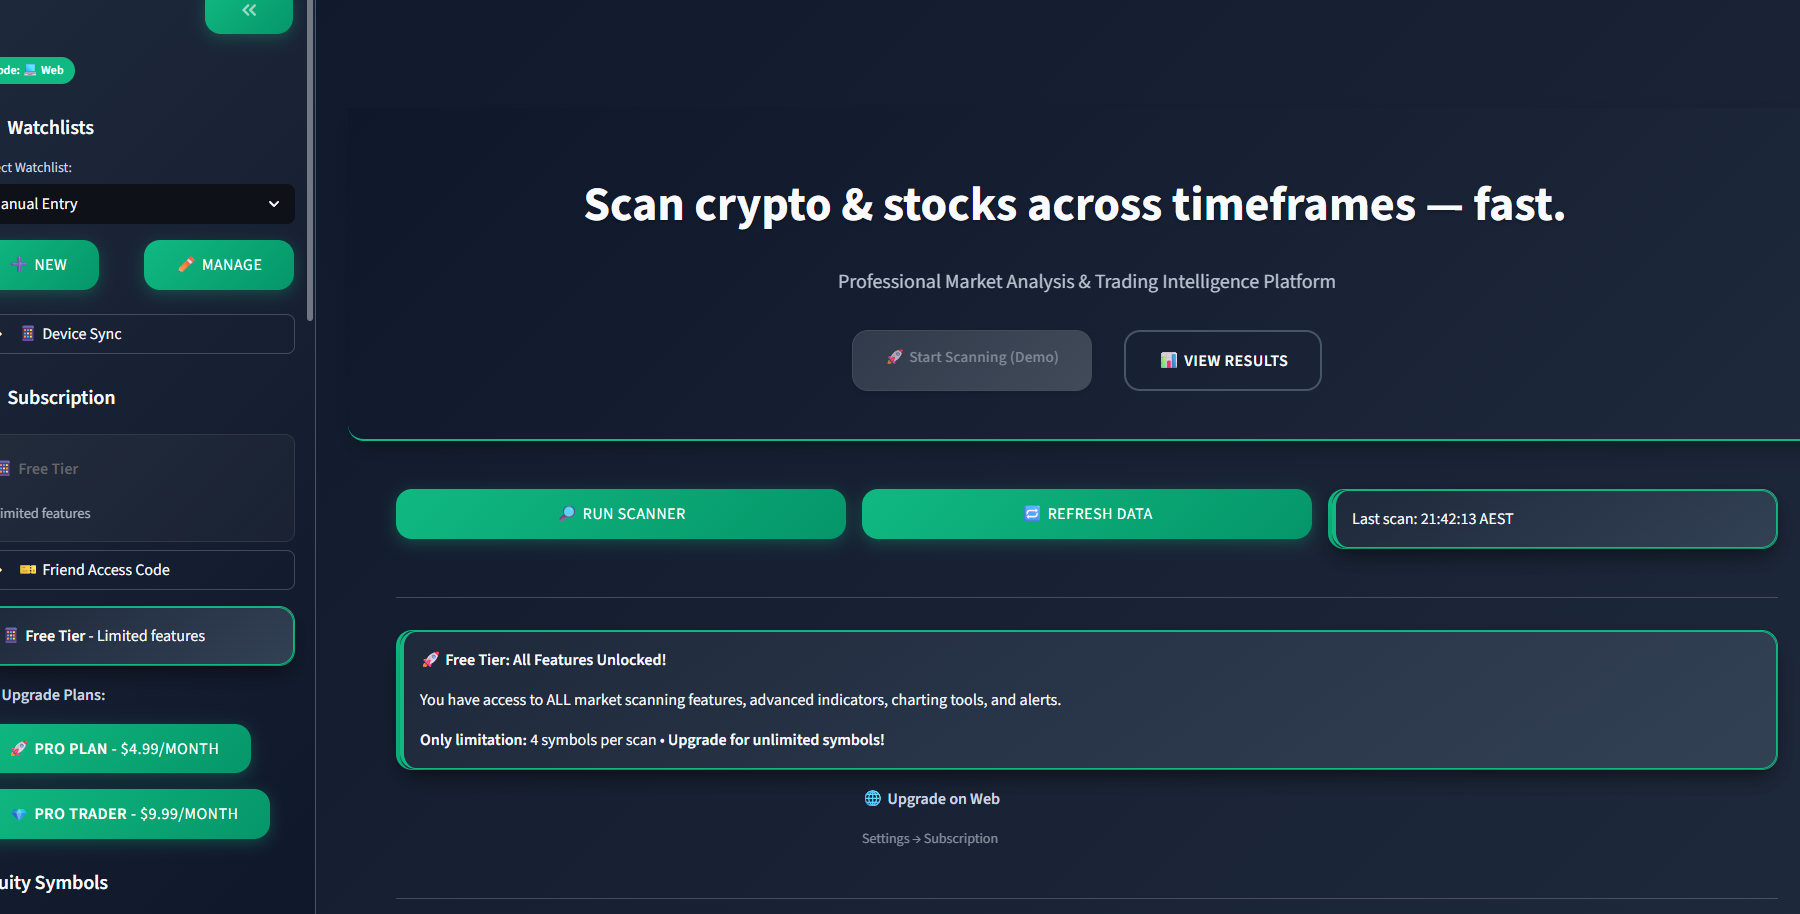 ode: Web
Watchlists
ct Watchlist:
anual Entry
NEW
MANAGE
Device Sync
Subscription
Free Tier
imited features
Friend Access Code
Free Tier - Limited features
Upgrade Plans:
PRO PLAN - $4.99/MONTH
PRO TRADER - $9.99/MONTH
uity Symbols
Scan crypto & stocks across timeframes — fast.
Professional Market Analysis & Trading Intelligence Platform
Start Scanning (Demo)
VIEW RESULTS
RUN SCANNER
REFRESH DATA
Last scan: 21:42:13 AEST
Free Tier: All Features Unlocked!
You have access to ALL market scanning features, advanced indicators, charting tools, and alerts.
Only limitation: 4 symbols per scan • Upgrade for unlimited symbols!
Upgrade on Web
Settings → Subscription